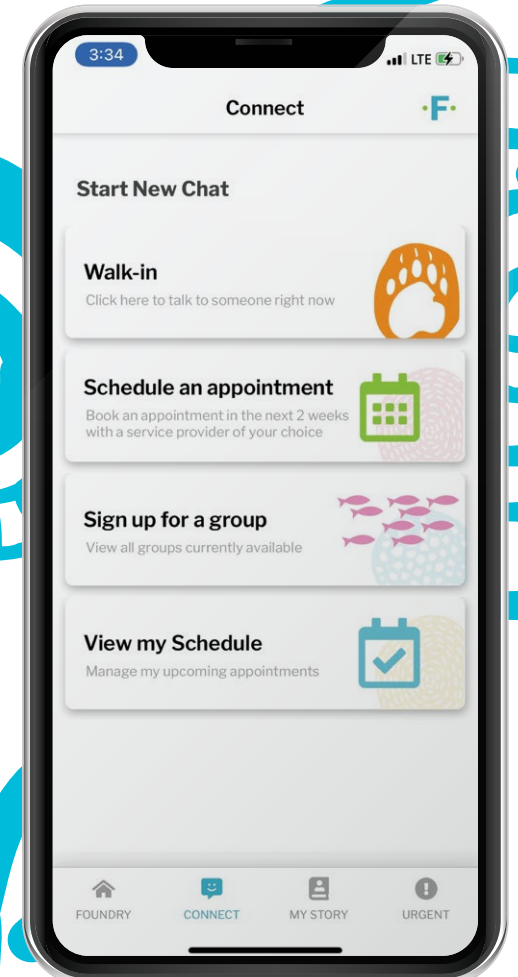 3:34
LTE
Connect
·F·
Start New Chat
Walk-in
Click here to talk to someone right now
Schedule an appointment
Book an appointment in the next 2 weeks
with a service provider of your choice
Sign up for a group
View all groups currently available
View my Schedule
Manage my upcoming appointments
FOUNDRY
CONNECT
MY STORY
URGENT